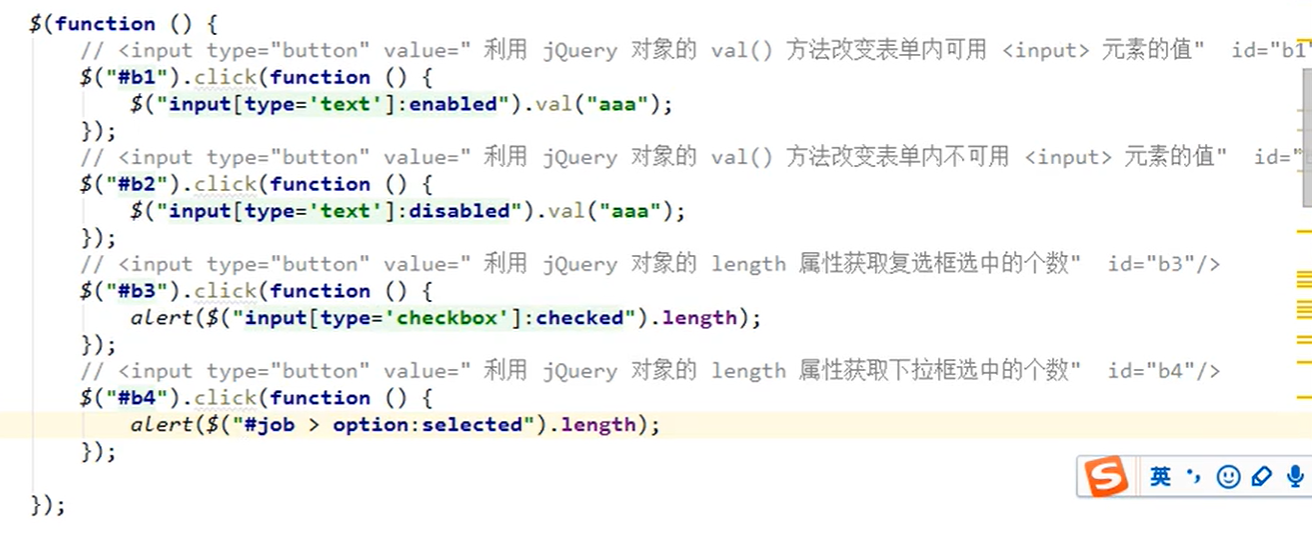 $(function () {
// <input type="button" value=" 利用 jQuery 对象的 val() 方法改变表单内可用 <input> 元素的值" id="b1"
$("#b1").click(function () {
$("input[type='text']:enabled").val("aaa");
});
// <input type="button" value=" 利用 jQuery 对象的 val() 方法改变表单内不可用 <input> 元素的值" id="
$("#b2").click(function () {
$("input[type='text']:disabled").val("aaa");
});
// <input type="button" value=" 利用 jQuery 对象的 length 属性获取复选框选中的个数" id="b3"/>
$("#b3").click(function () {
alert($("input[type='checkbox']:checked").length);
});
// <input type="button" value=" 利用 jQuery 对象的 length 属性获取下拉框选中的个数" id="b4"/>
$("#b4").click(function () {
alert($("#job > option:selected").length);
});
S 英
});